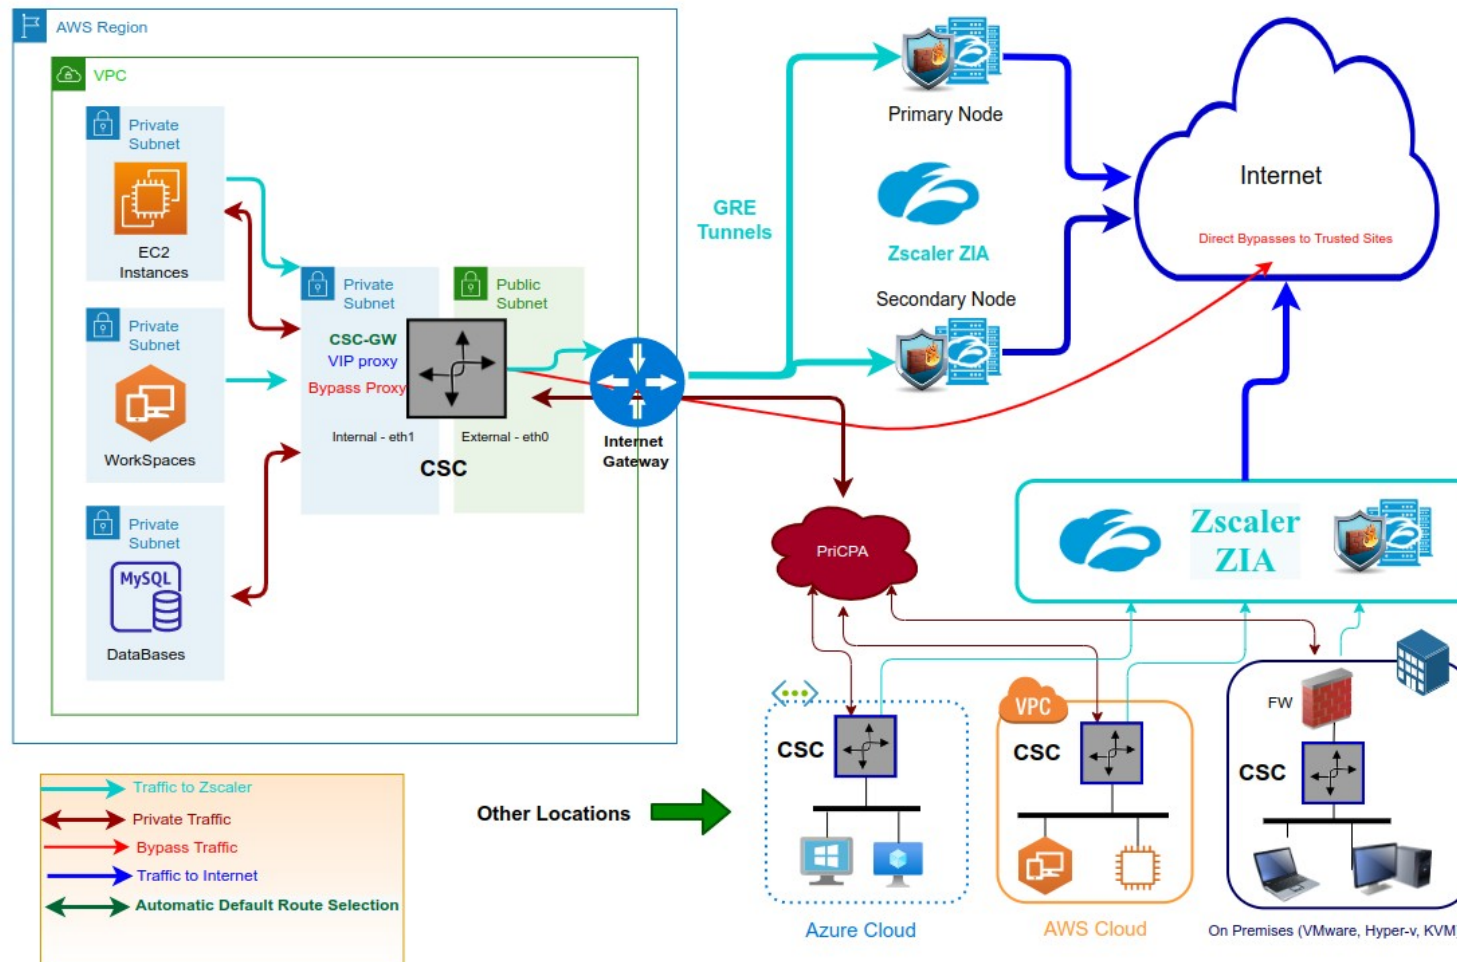 AWS Region
VPC
Private
Subnet
EC2
Instances
Private
Subnet
WorkSpaces
Private
Subnet
MySQL
DataBases
Private
Subnet
Public
Subnet
CSC-GW
VIP proxy
Bypass Proxy
Internal - eth1
External - eth0
CSC
Internet
Gateway
GRE
Tunnels
Primary Node
Zscaler ZIA
Secondary Node
Internet
Direct Bypasses to Trusted Sites
PriCPA
Zscaler
ZIA
Traffic to Zscaler
Private Traffic
Bypass Traffic
Traffic to Internet
Automatic Default Route Selection
Other Locations
CSC
Azure Cloud
VPC
CSC
AWS Cloud
FW
CSC
On Premises (VMware, Hyper-v, KVM)